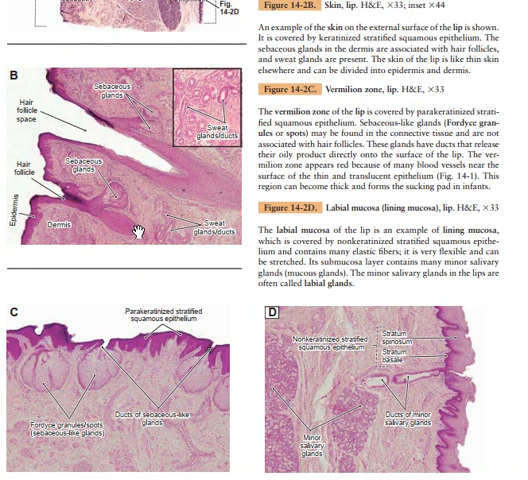 Fig.
14-2D
Figure 14-2B. Skin, lip. H&E, ×33; inset ×44
An example of the skin on the external surface of the lip is shown.
It is covered by keratinized stratified squamous epithelium. The
sebaceous glands in the dermis are associated with hair follicles,
and sweat glands are present. The skin of the lip is like thin skin
elsewhere and can be divided into epidermis and dermis.
Figure 14-2C. Vermilion zone, lip. H&E, ×33
The vermilion zone of the lip is covered by parakeratinized strati-
fied squamous epithelium. Sebaceous-like glands (Fordyce gran-
ules or spots) may be found in the connective tissue and are not
associated with hair follicles. These glands have ducts that release
their oily product directly onto the surface of the lip. The ver-
milion zone appears red because of many blood vessels near the
surface of the thin and translucent epithelium (Fig. 14-1). This
region can become thick and forms the sucking pad in infants.
Figure 14-2D. Labial mucosa (lining mucosa), lip. H&E, ×33
The labial mucosa of the lip is an example of lining mucosa,
which is covered by nonkeratinized stratified squamous epithe-
lium and contains many elastic fibers; it is very flexible and can
be stretched. Its submucosa layer contains many minor salivary
glands (mucous glands). The minor salivary glands in the lips are
often called labial glands.
B
Sebaceous
glands
Hair
follicle
space
Sweat
glands/ducts
Sebaceous
glands
Hair
follicle
Epidermis
Dermis
Sweat
glands/ducts
C
Parakeratinized stratified
squamous epithelium
Fordyce granules/spots
(sebaceous-like glands)
Ducts of sebaceous-like
glands
D
Nonkeratinized stratified
squamous epithelium
Stratum
spinosum
Stratum
basale
Ducts of minor
salivary glands
Minor
salivary
glands